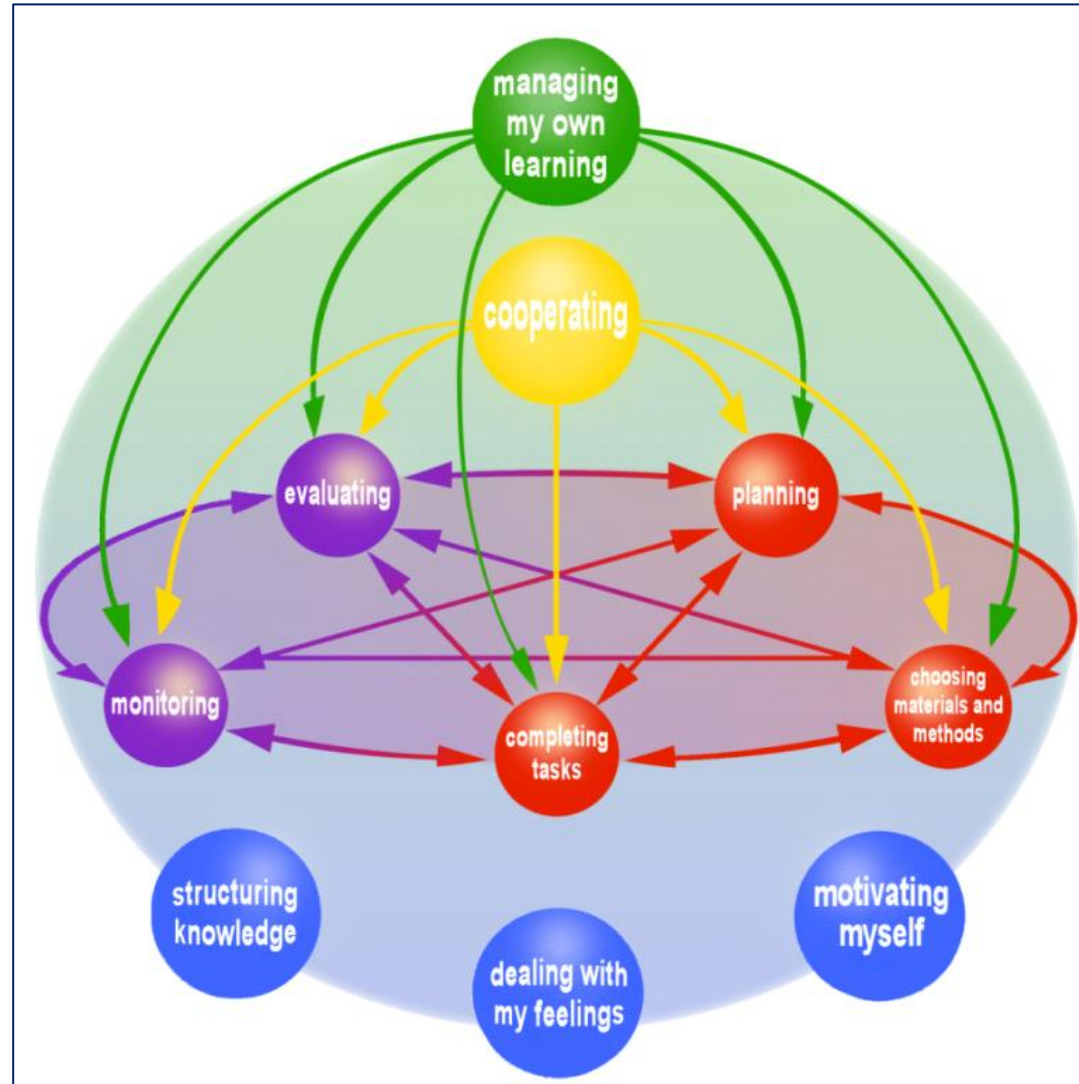 managing
my own
learning
cooperating
evaluating
planning
monitoring
completing
tasks
choosing
materials and
methods
structuring
knowledge
dealing with
my feelings
motivating
myself